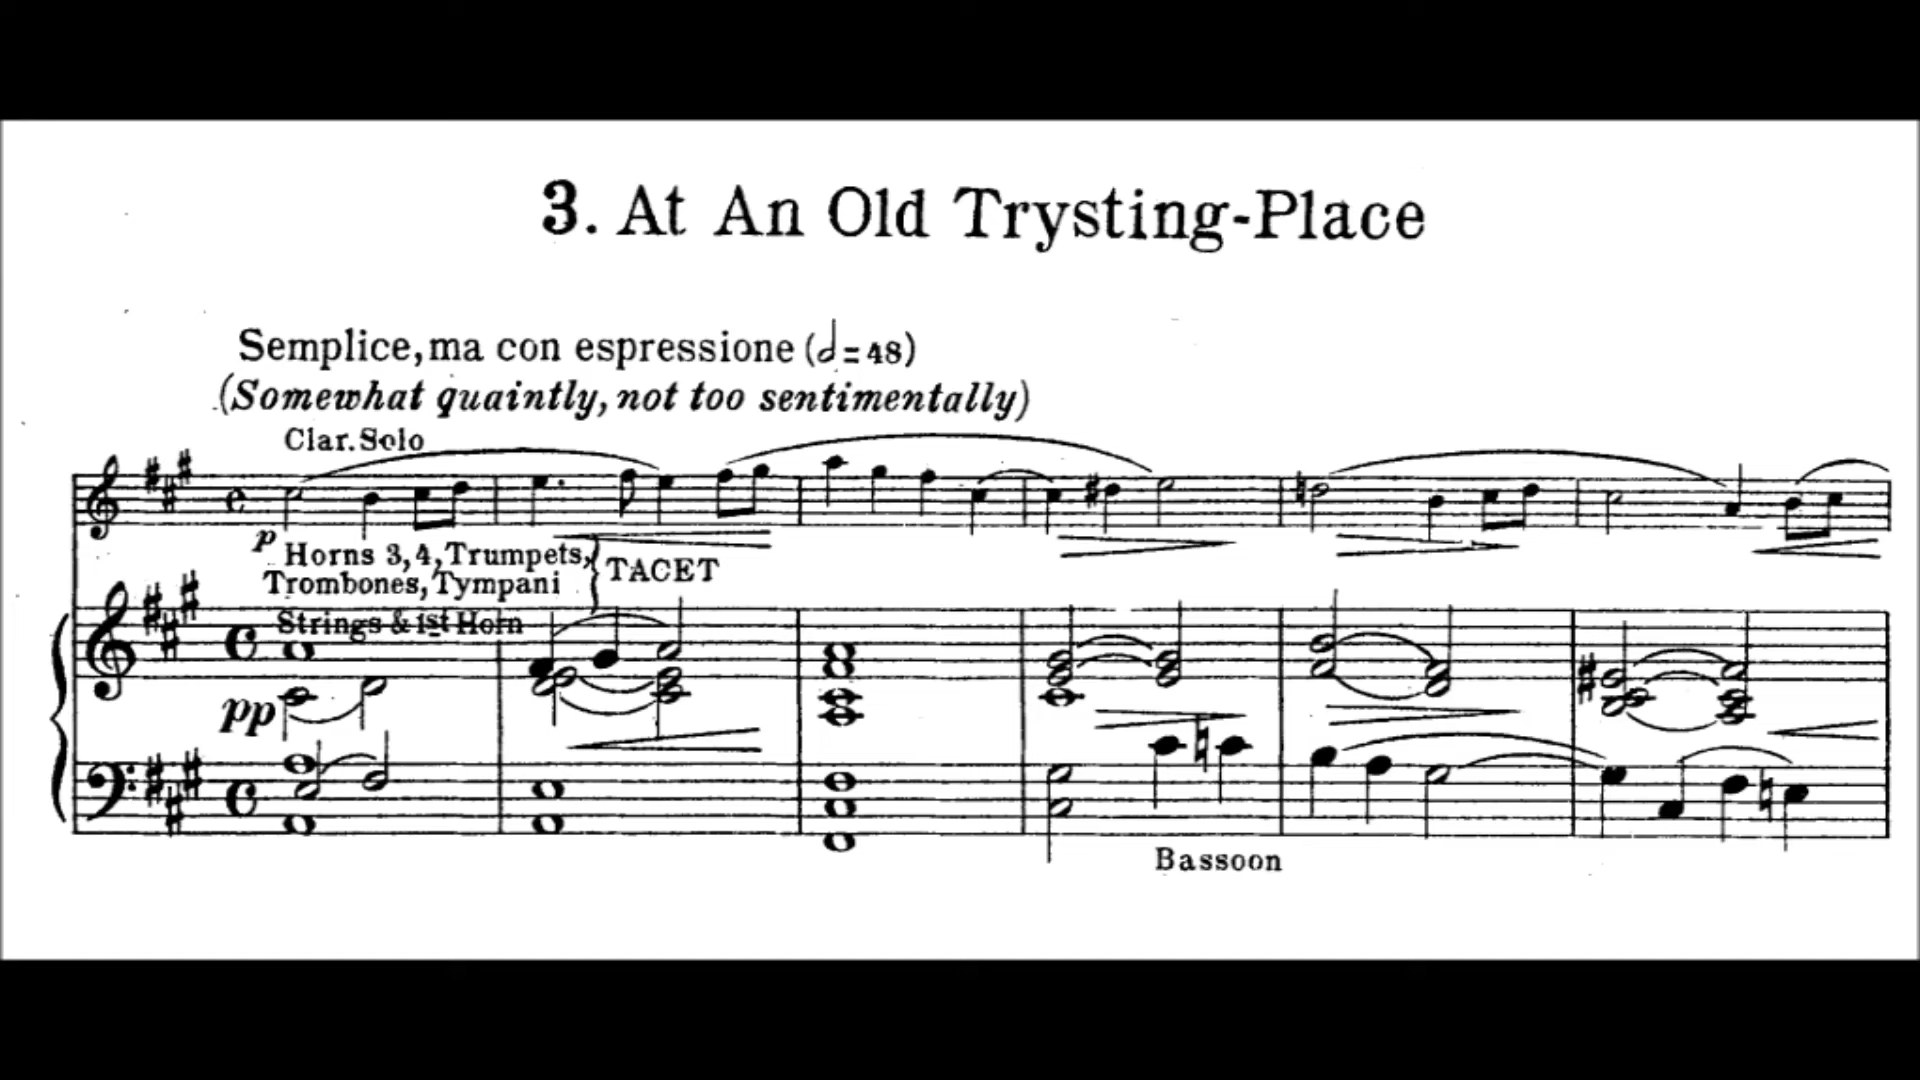 3. At An Old Trysting-Place
Semplice, ma con espressione (𝅗𝅥=48)
(Somewhat quaintly, not too sentimentally)
Clar. Solo
p
Horns 3, 4, Trumpets,
Trombones, Tympani
TACET
Strings & 1st Horn
pp
Bassoon